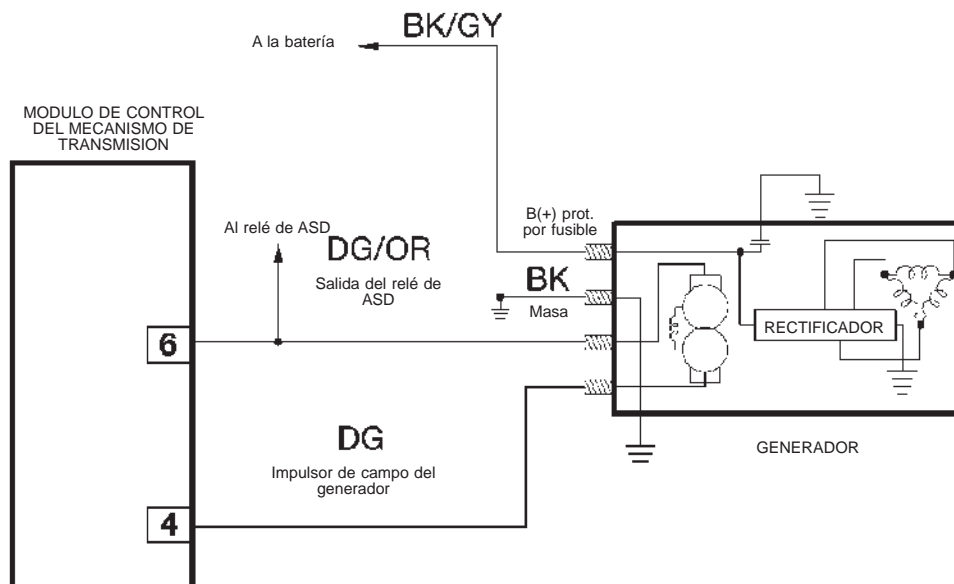 BK/GY
A la batería
MODULO DE CONTROL
DEL MECANISMO DE
TRANSMISION
B(+) prot.
por fusible
Al relé de ASD
DG/OR
Salida del relé de
ASD
BK
Masa
RECTIFICADOR
6
DG
Impulsor de campo del
generador
GENERADOR
4